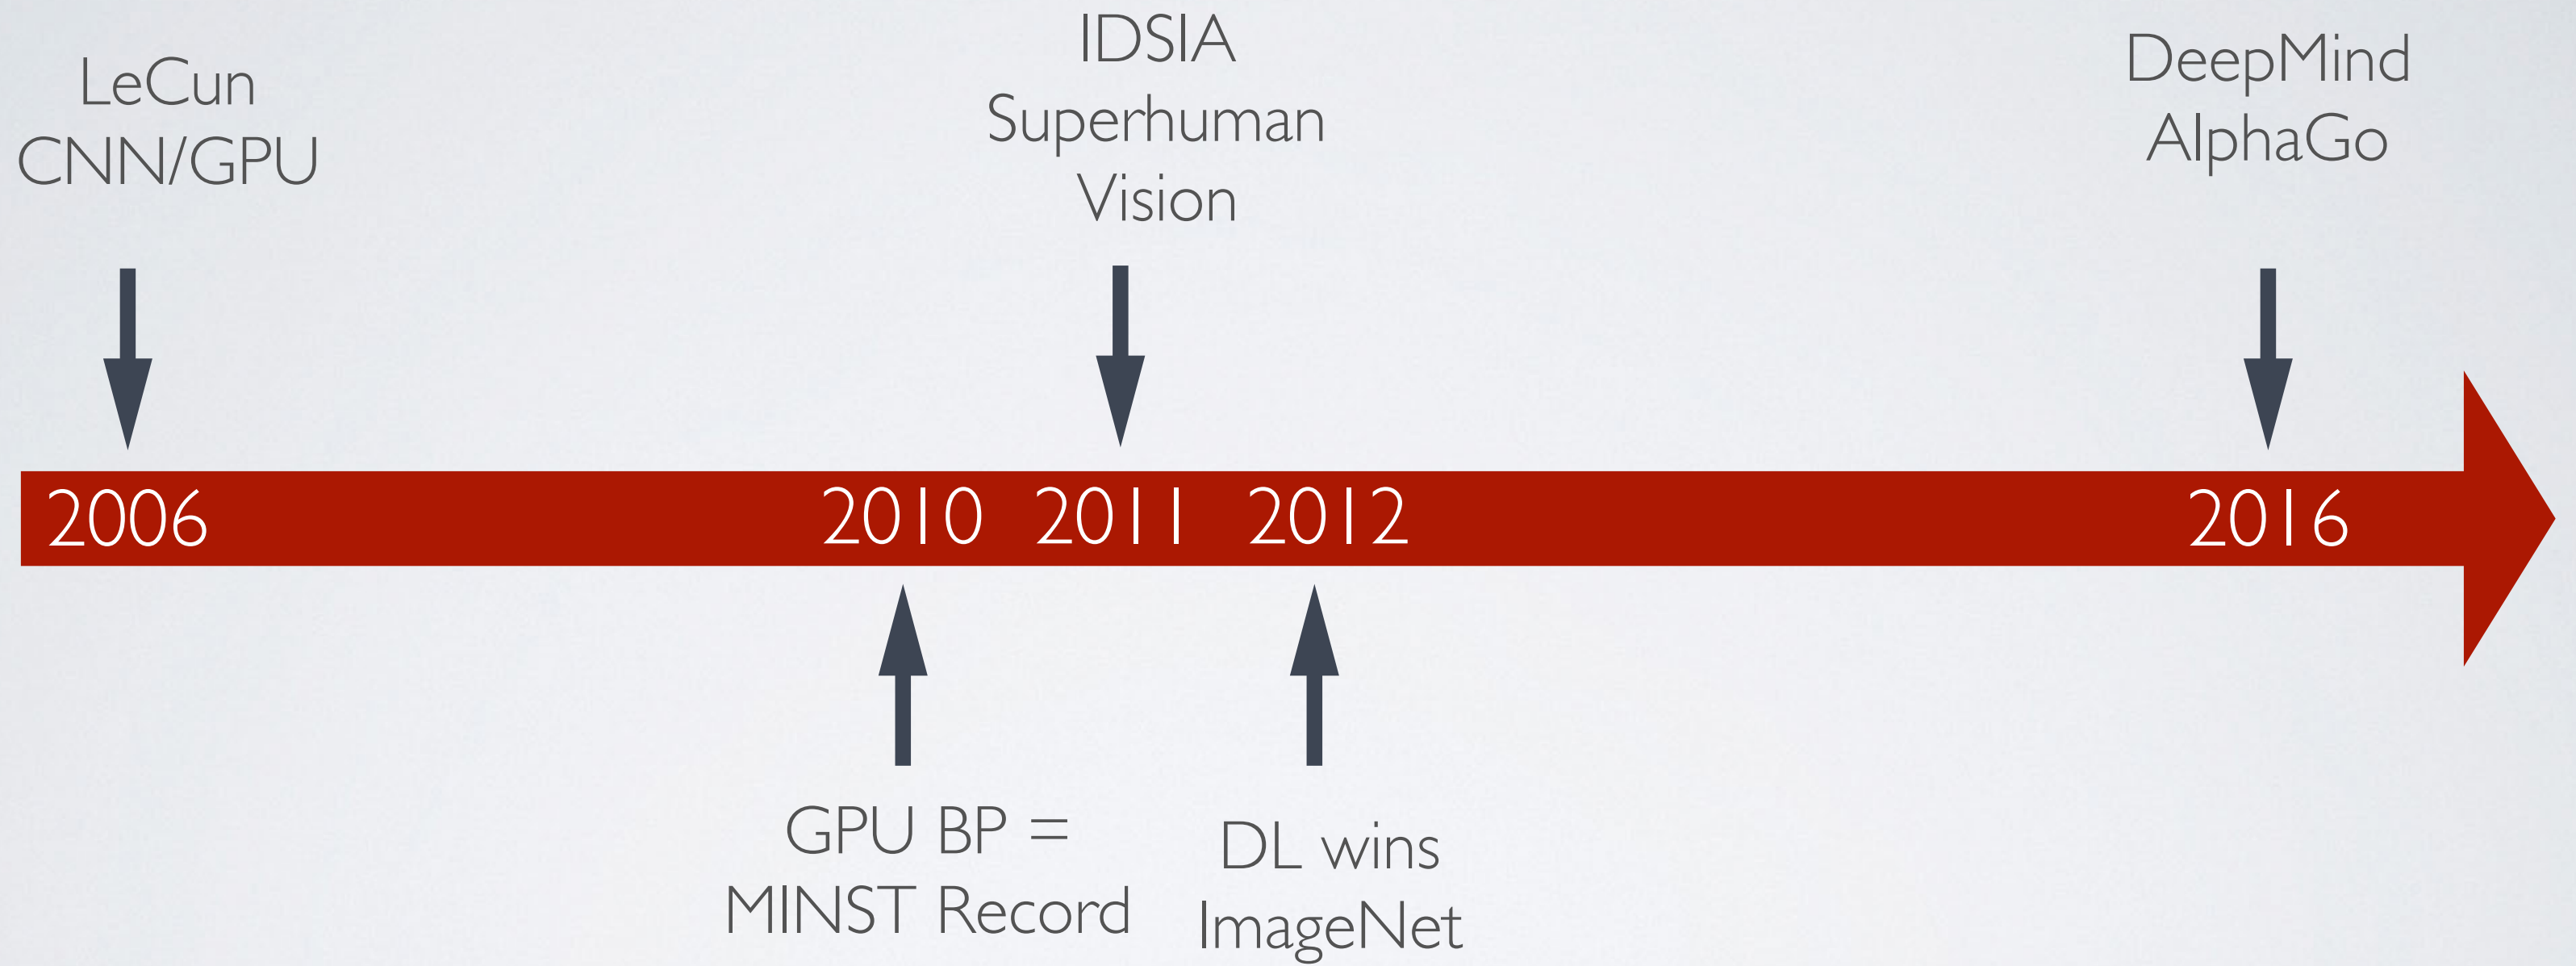 LeCun
CNN/GPU
IDSIA
Superhuman
Vision
DeepMind
AlphaGo
2006 2010 2011 2012 2016
GPU BP =
MINST Record
DL wins
ImageNet